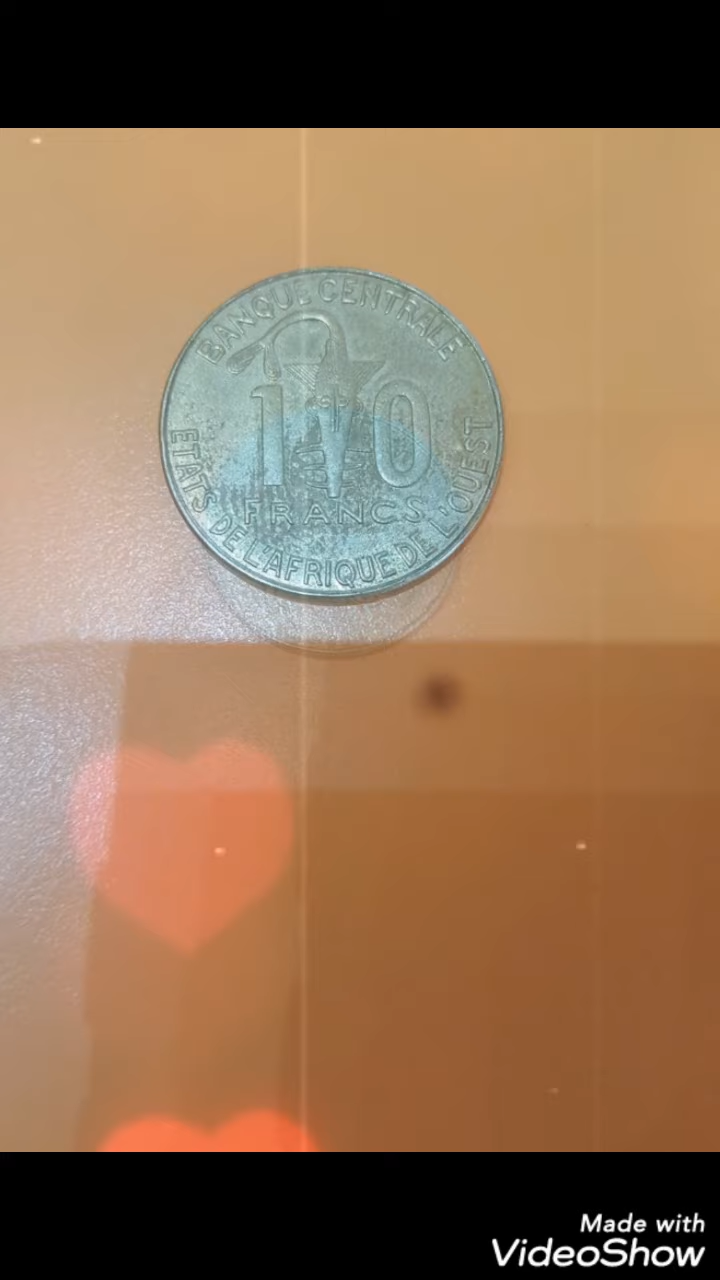 BANQUE CENTRALE
10
FRANCS
ETATS DE L'AFRIQUE DE L'OUEST
Made with
VideoShow